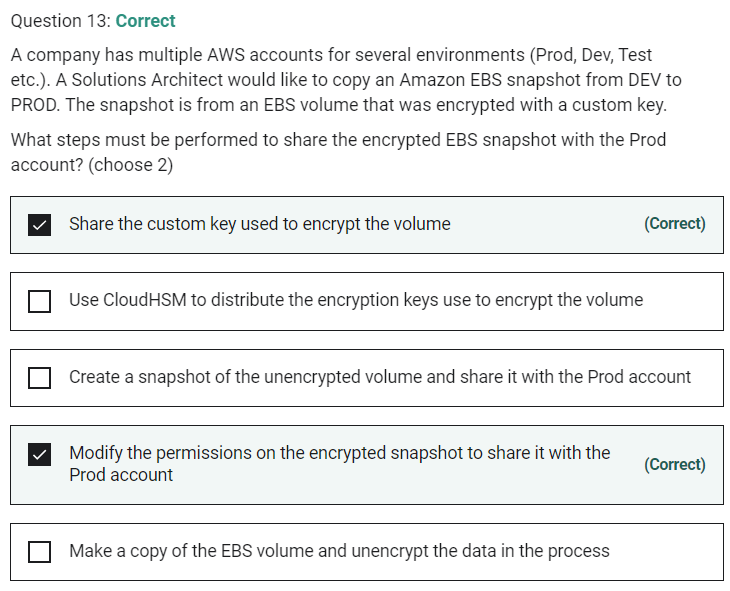 Question 13: Correct
A company has multiple AWS accounts for several environments (Prod, Dev, Test
etc.). A Solutions Architect would like to copy an Amazon EBS snapshot from DEV to
PROD. The snapshot is from an EBS volume that was encrypted with a custom key.
What steps must be performed to share the encrypted EBS snapshot with the Prod
account? (choose 2)
Share the custom key used to encrypt the volume (Correct)
Use CloudHSM to distribute the encryption keys use to encrypt the volume
Create a snapshot of the unencrypted volume and share it with the Prod account
Modify the permissions on the encrypted snapshot to share it with the
Prod account (Correct)
Make a copy of the EBS volume and unencrypt the data in the process